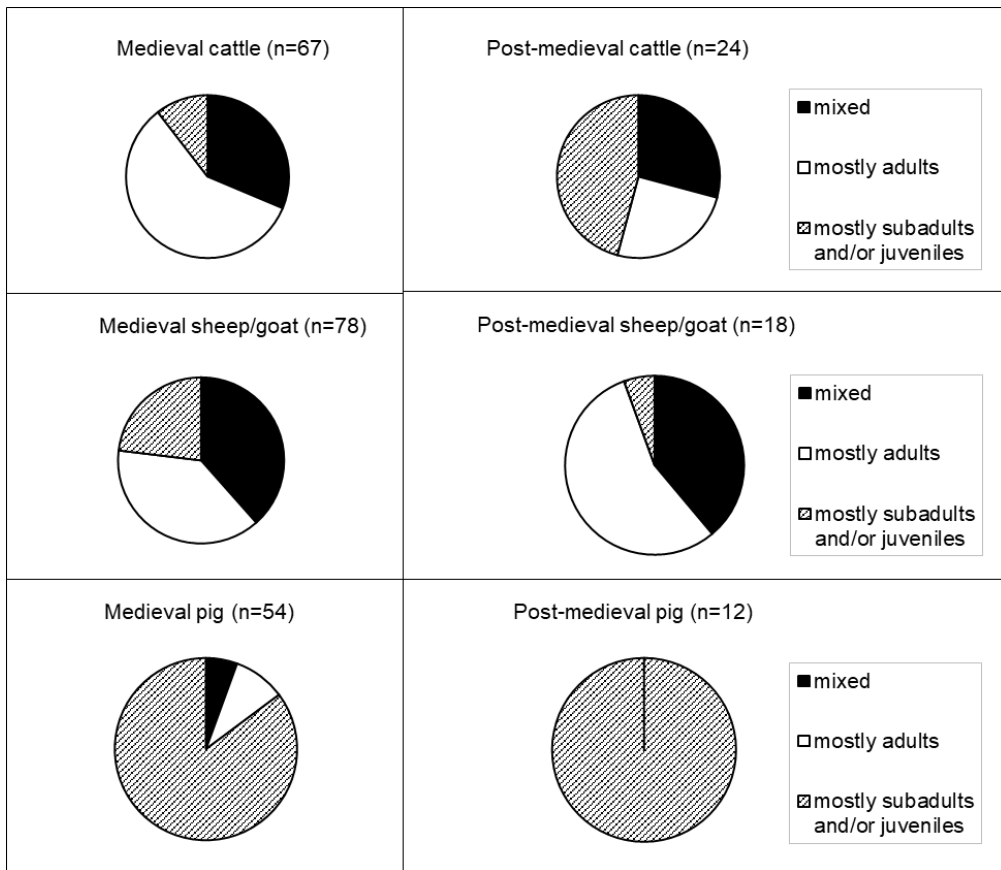 Medieval cattle (n=67)
Post-medieval cattle (n=24)
mixed
mostly adults
mostly subadults
and/or juveniles
Medieval sheep/goat (n=78)
Post-medieval sheep/goat (n=18)
mixed
mostly adults
mostly subadults
and/or juveniles
Medieval pig (n=54)
Post-medieval pig (n=12)
mixed
mostly adults
mostly subadults
and/or juveniles